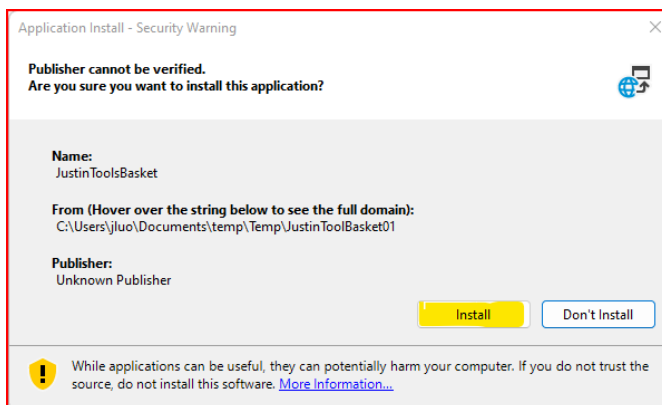 Application Install - Security Warning
Publisher cannot be verified.
Are you sure you want to install this application?
Name:
JustinToolsBasket
From (Hover over the string below to see the full domain):
C:\Users\jluo\Documents\temp\Temp\JustinToolBasket01
Publisher:
Unknown Publisher
Install
Don't Install
While applications can be useful, they can potentially harm your computer. If you do not trust the
source, do not install this software. More Information...